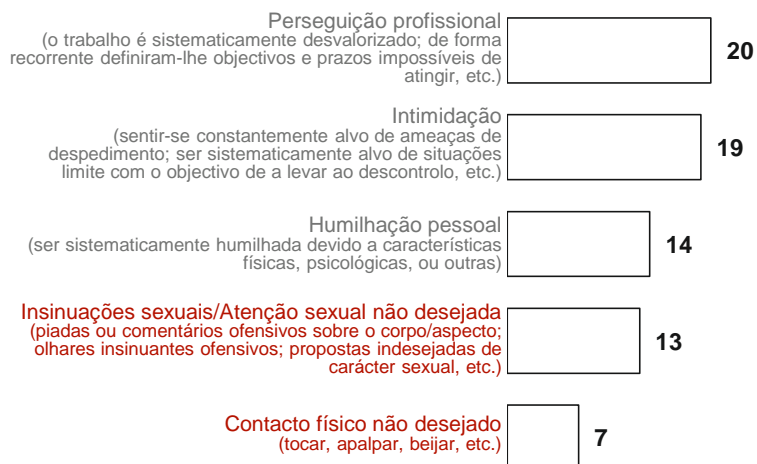 Perseguição profissional
(o trabalho é sistematicamente desvalorizado; de forma
recorrente definiram-lhe objectivos e prazos impossíveis de
atingir, etc.)
20
Intimidação
(sentir-se constantemente alvo de ameaças de
despedimento; ser sistematicamente alvo de situações
limite com o objectivo de a levar ao descontrolo, etc.)
19
Humilhação pessoal
(ser sistematicamente humilhada devido a características
físicas, psicológicas, ou outras)
14
Insinuações sexuais/Atenção sexual não desejada
(piadas ou comentários ofensivos sobre o corpo/aspecto;
olhares insinuantes ofensivos; propostas indesejadas de
carácter sexual, etc.)
13
Contacto físico não desejado
(tocar, apalpar, beijar, etc.)
7